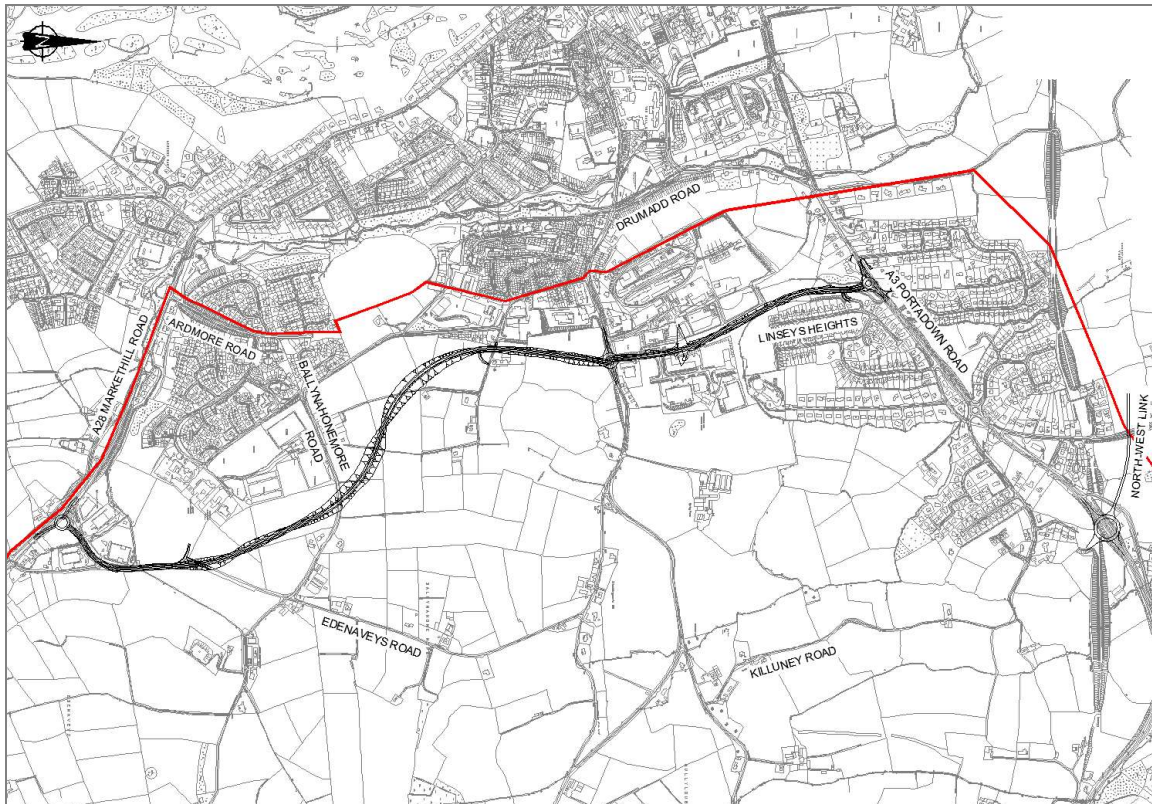 N
DRUMADD ROAD
A28 MARKETHILL ROAD
ARDMORE ROAD
BALLYNAHONEMORE
ROAD
LINSEYS HEIGHTS
A3 PORTADOWN ROAD
NORTH-WEST LINK
EDENAVEYS ROAD
KILLUNEY ROAD